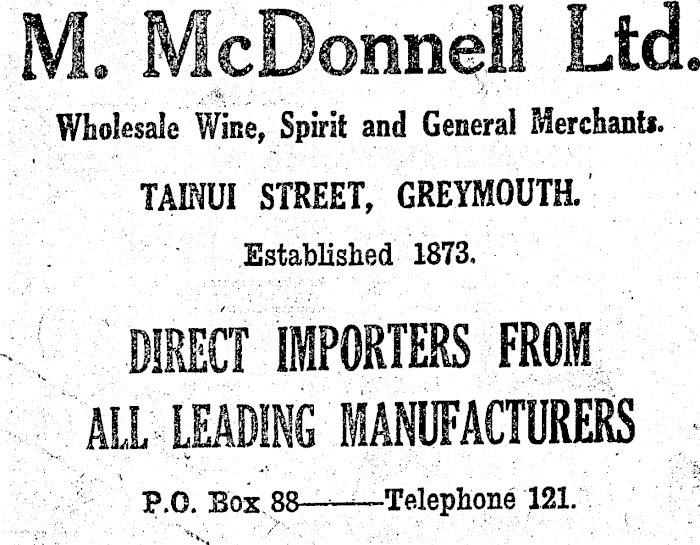 M. McDonnell Ltd.
Wholesale Wine, Spirit and General Merchants.
TAINUI STREET, GREYMOUTH.
Established 1873.
DIRECT IMPORTERS FROM
ALL LEADING MANUFACTURERS
P.O. Box 88———Telephone 121.